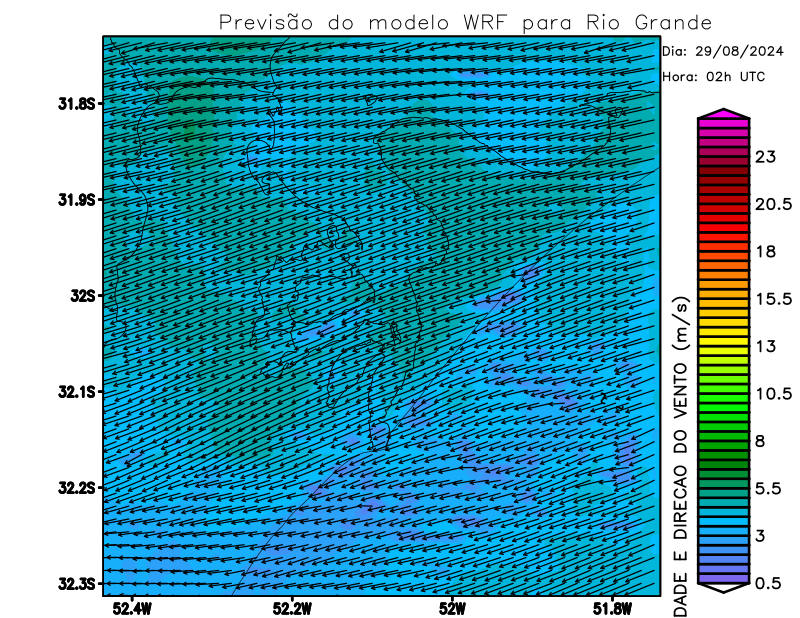 Previsão do modelo WRF para Rio Grande
Dia: 29/08/2024
Hora: 02h UTC
31.8S
31.9S
32S
32.1S
32.2S
32.3S
52.4W
52.2W
52W
51.8W
23
20.5
18
15.5
13
10.5
8
5.5
3
0.5
DADE E DIRECAO DO VENTO (m/s)